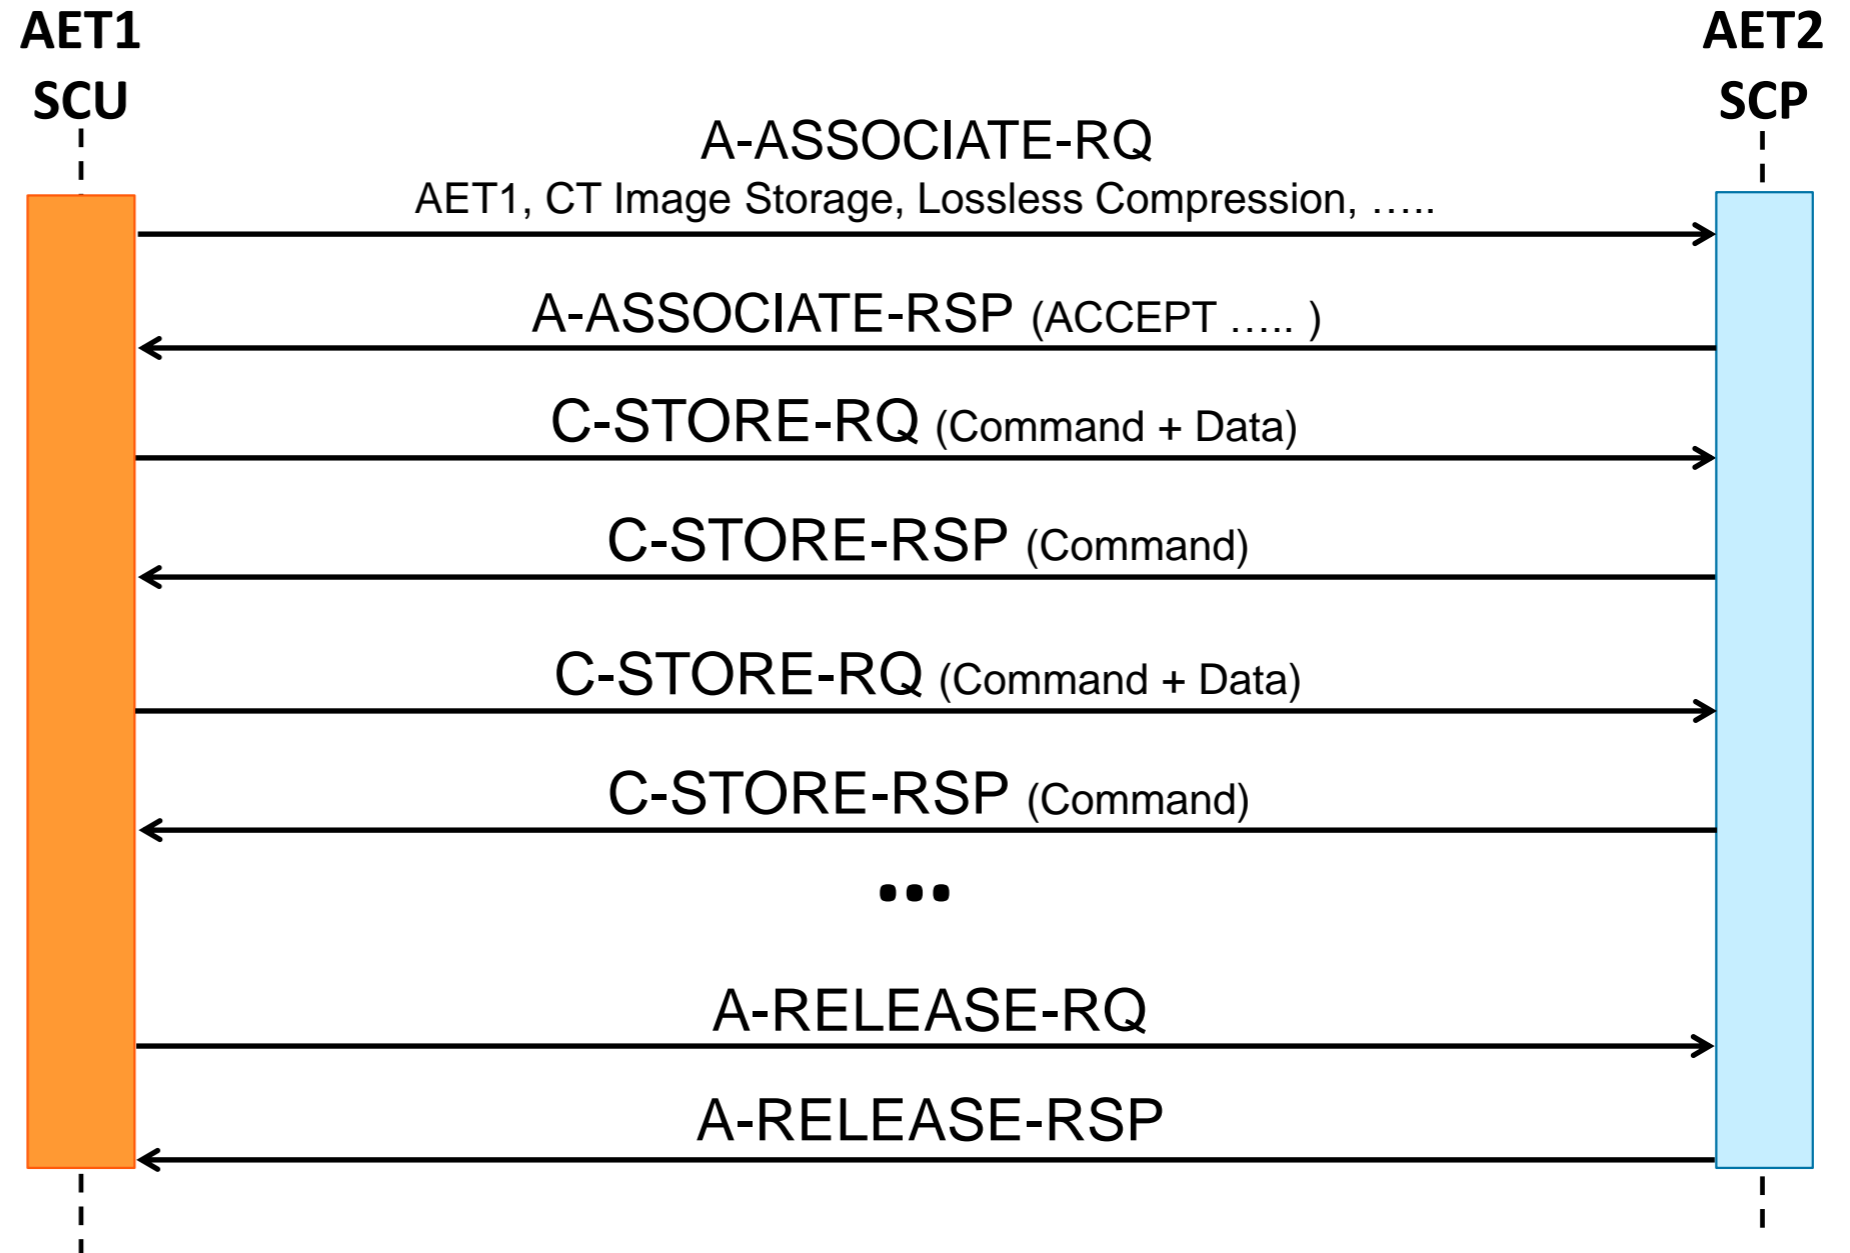 AET1
SCU
AET2
SCP
A-ASSOCIATE-RQ
AET1, CT Image Storage, Lossless Compression, …..
A-ASSOCIATE-RSP (ACCEPT ….. )
C-STORE-RQ (Command + Data)
C-STORE-RSP (Command)
C-STORE-RQ (Command + Data)
C-STORE-RSP (Command)
…
A-RELEASE-RQ
A-RELEASE-RSP